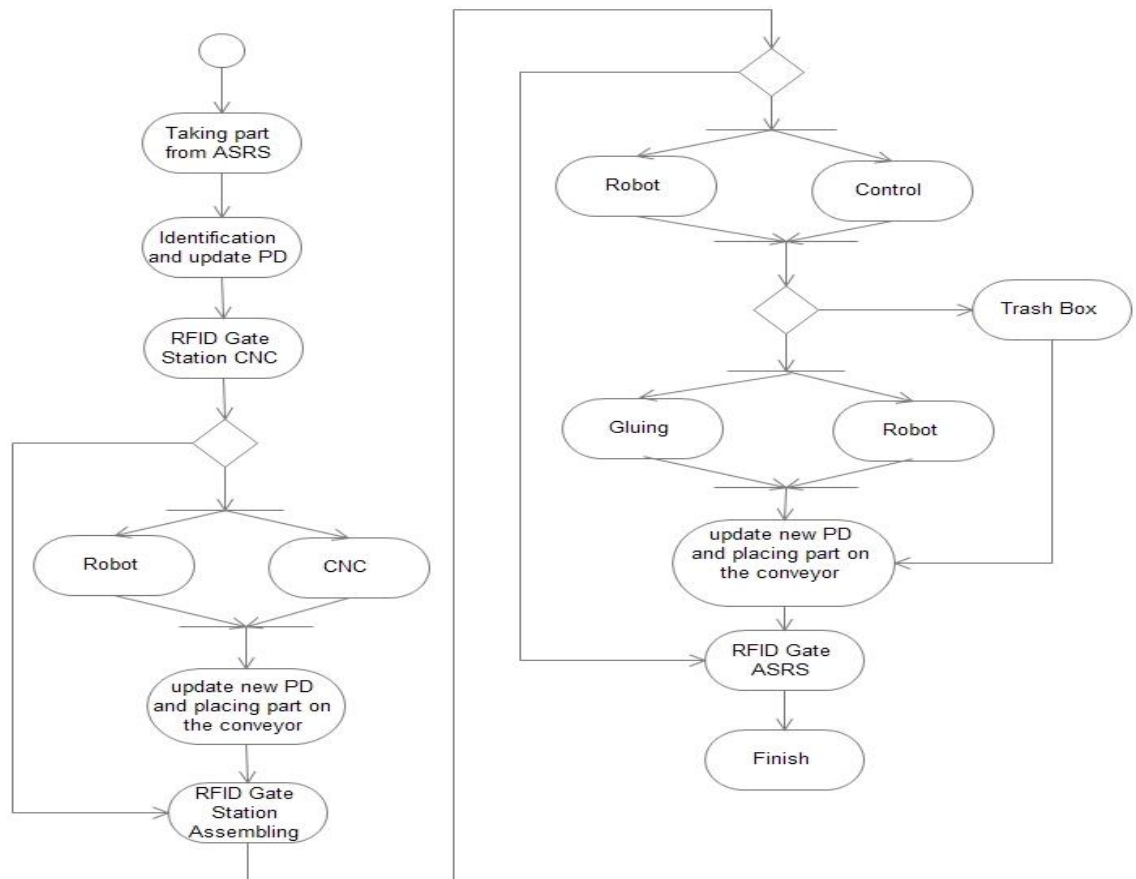 Taking part
from ASRS
Identification
and update PD
RFID Gate
Station CNC
Robot
CNC
update new PD
and placing part on
the conveyor
RFID Gate
Station
Assembling
Robot
Control
Trash Box
Gluing
Robot
update new PD
and placing part on
the conveyor
RFID Gate
ASRS
Finish